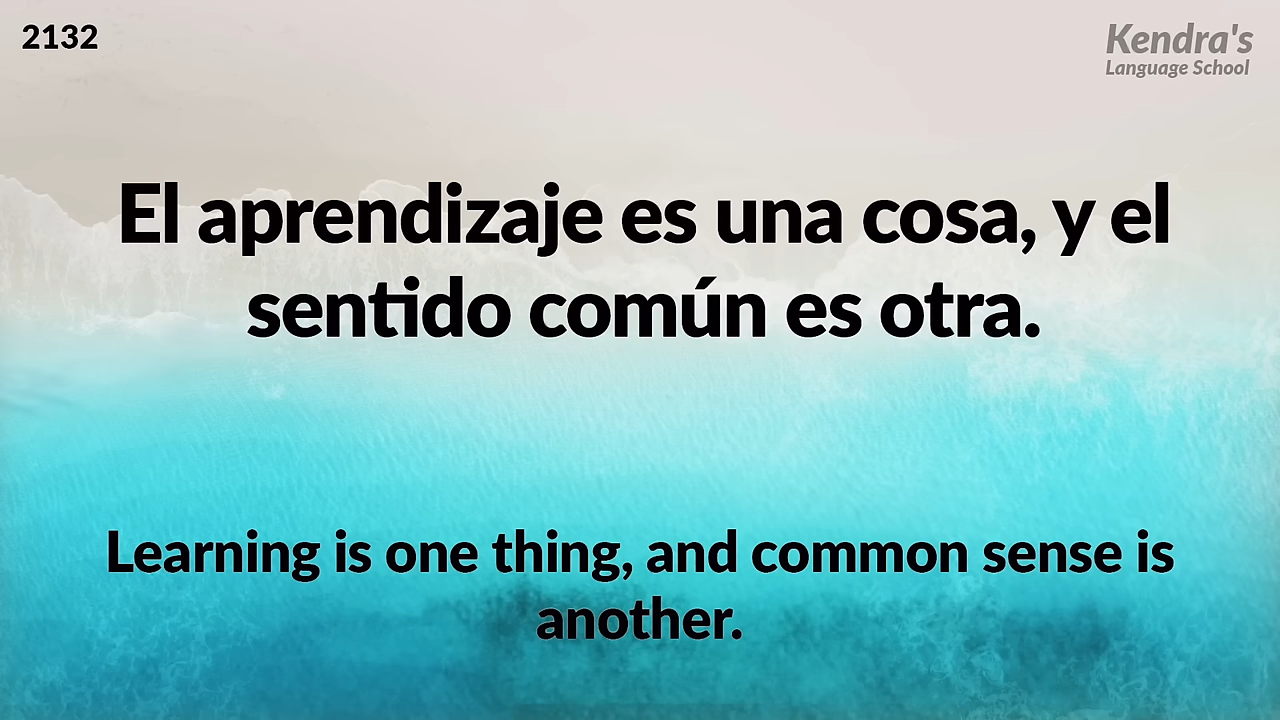 2132
Kendra's
Language School
El aprendizaje es una cosa, y el
sentido común es otra.
Learning is one thing, and common sense is
another.